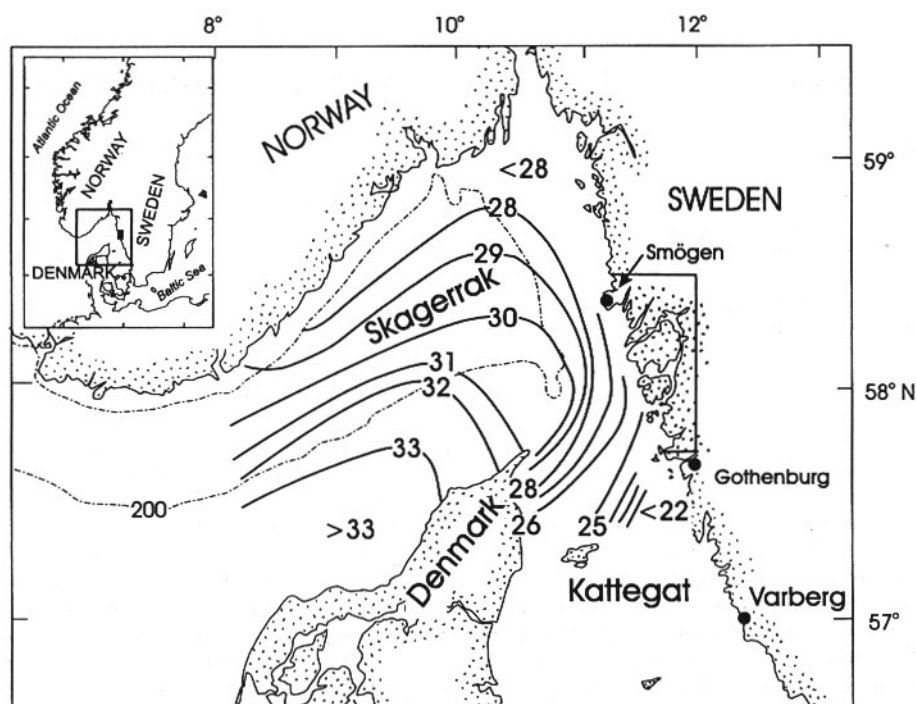 8°
10°
12°
Atlantic Ocean
NORWAY
SWEDEN
DENMARK
Baltic Sea
NORWAY
<28
59°
SWEDEN
28
Smögen
29
Skagerrak
30
31
58° N
32
33
Gothenburg
200
28
<22
26
25
>33
Denmark
Kattegat
Varberg
57°